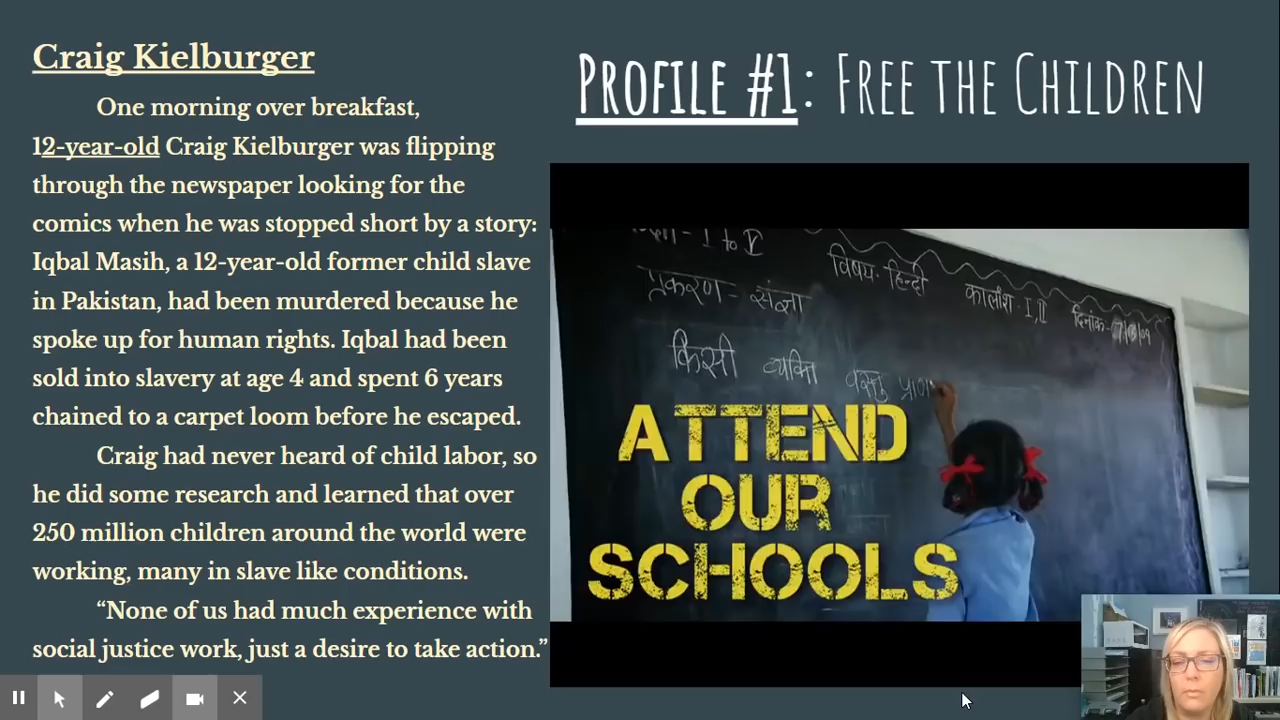 Craig Kielburger
One morning over breakfast,
12-year-old Craig Kielburger was flipping
through the newspaper looking for the
comics when he was stopped short by a story:
Iqbal Masih, a 12-year-old former child slave
in Pakistan, had been murdered because he
spoke up for human rights. Iqbal had been
sold into slavery at age 4 and spent 6 years
chained to a carpet loom before he escaped.
Craig had never heard of child labor, so
he did some research and learned that over
250 million children around the world were
working, many in slave like conditions.
“None of us had much experience with
social justice work, just a desire to take action.”
PROFILE #1: FREE THE CHILDREN
I to V
विषय- हिन्दी
प्रकरण- संज्ञा
कालांश- I, II
दिनांक-
किसी व्यक्ति वस्तु
ATTEND
OUR
SCHOOLS